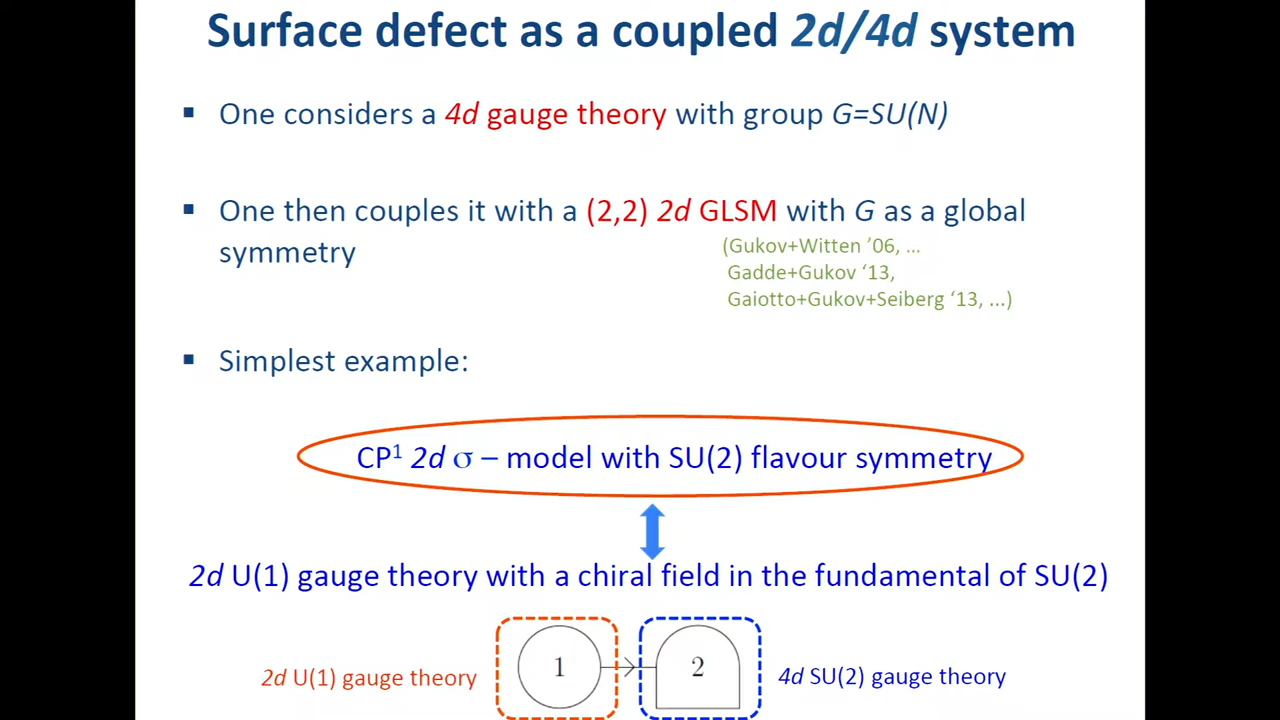 Surface defect as a coupled 2d/4d system
▪ One considers a 4d gauge theory with group G=SU(N)
▪ One then couples it with a (2,2) 2d GLSM with G as a global
symmetry
(Gukov+Witten ’06, ...
Gadde+Gukov ‘13,
Gaiotto+Gukov+Seiberg ‘13, ...)
▪ Simplest example:
CP¹ 2d σ – model with SU(2) flavour symmetry
2d U(1) gauge theory with a chiral field in the fundamental of SU(2)
2d U(1) gauge theory 1 2 4d SU(2) gauge theory